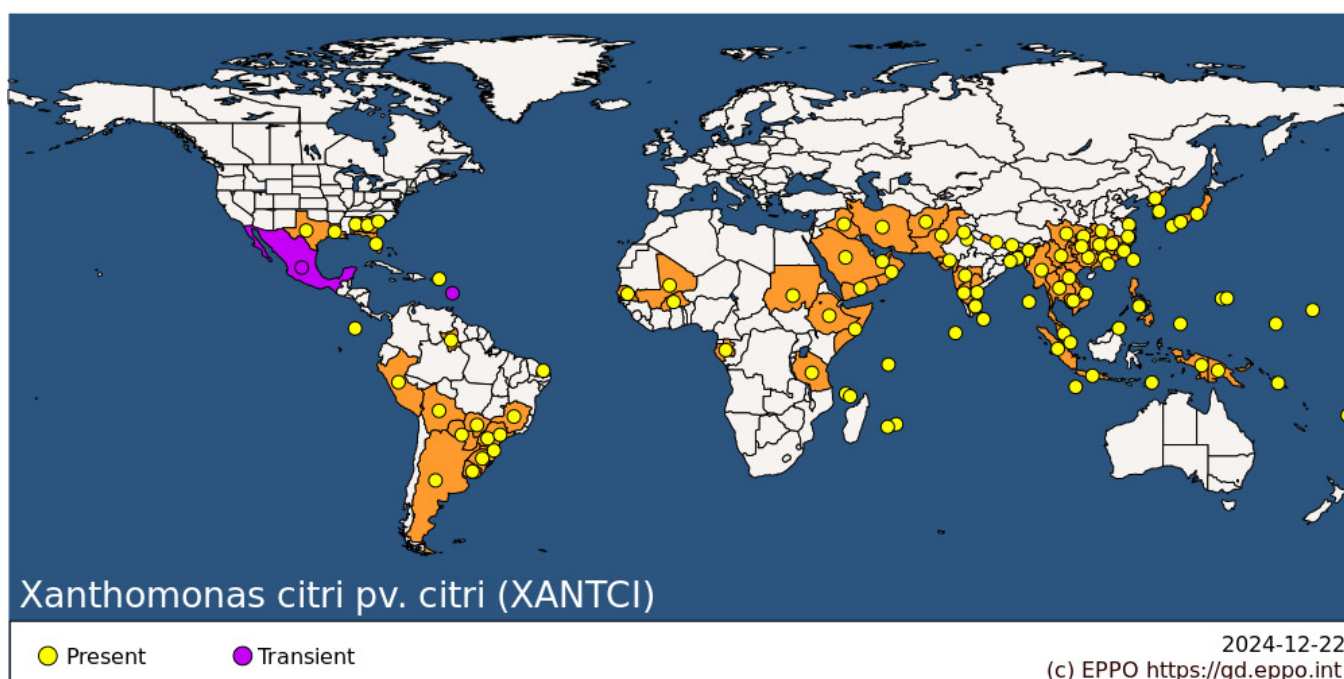 Xanthomonas citri pv. citri (XANTCI)
Present
Transient
2024-12-22
(c) EPPO https://gd.eppo.int